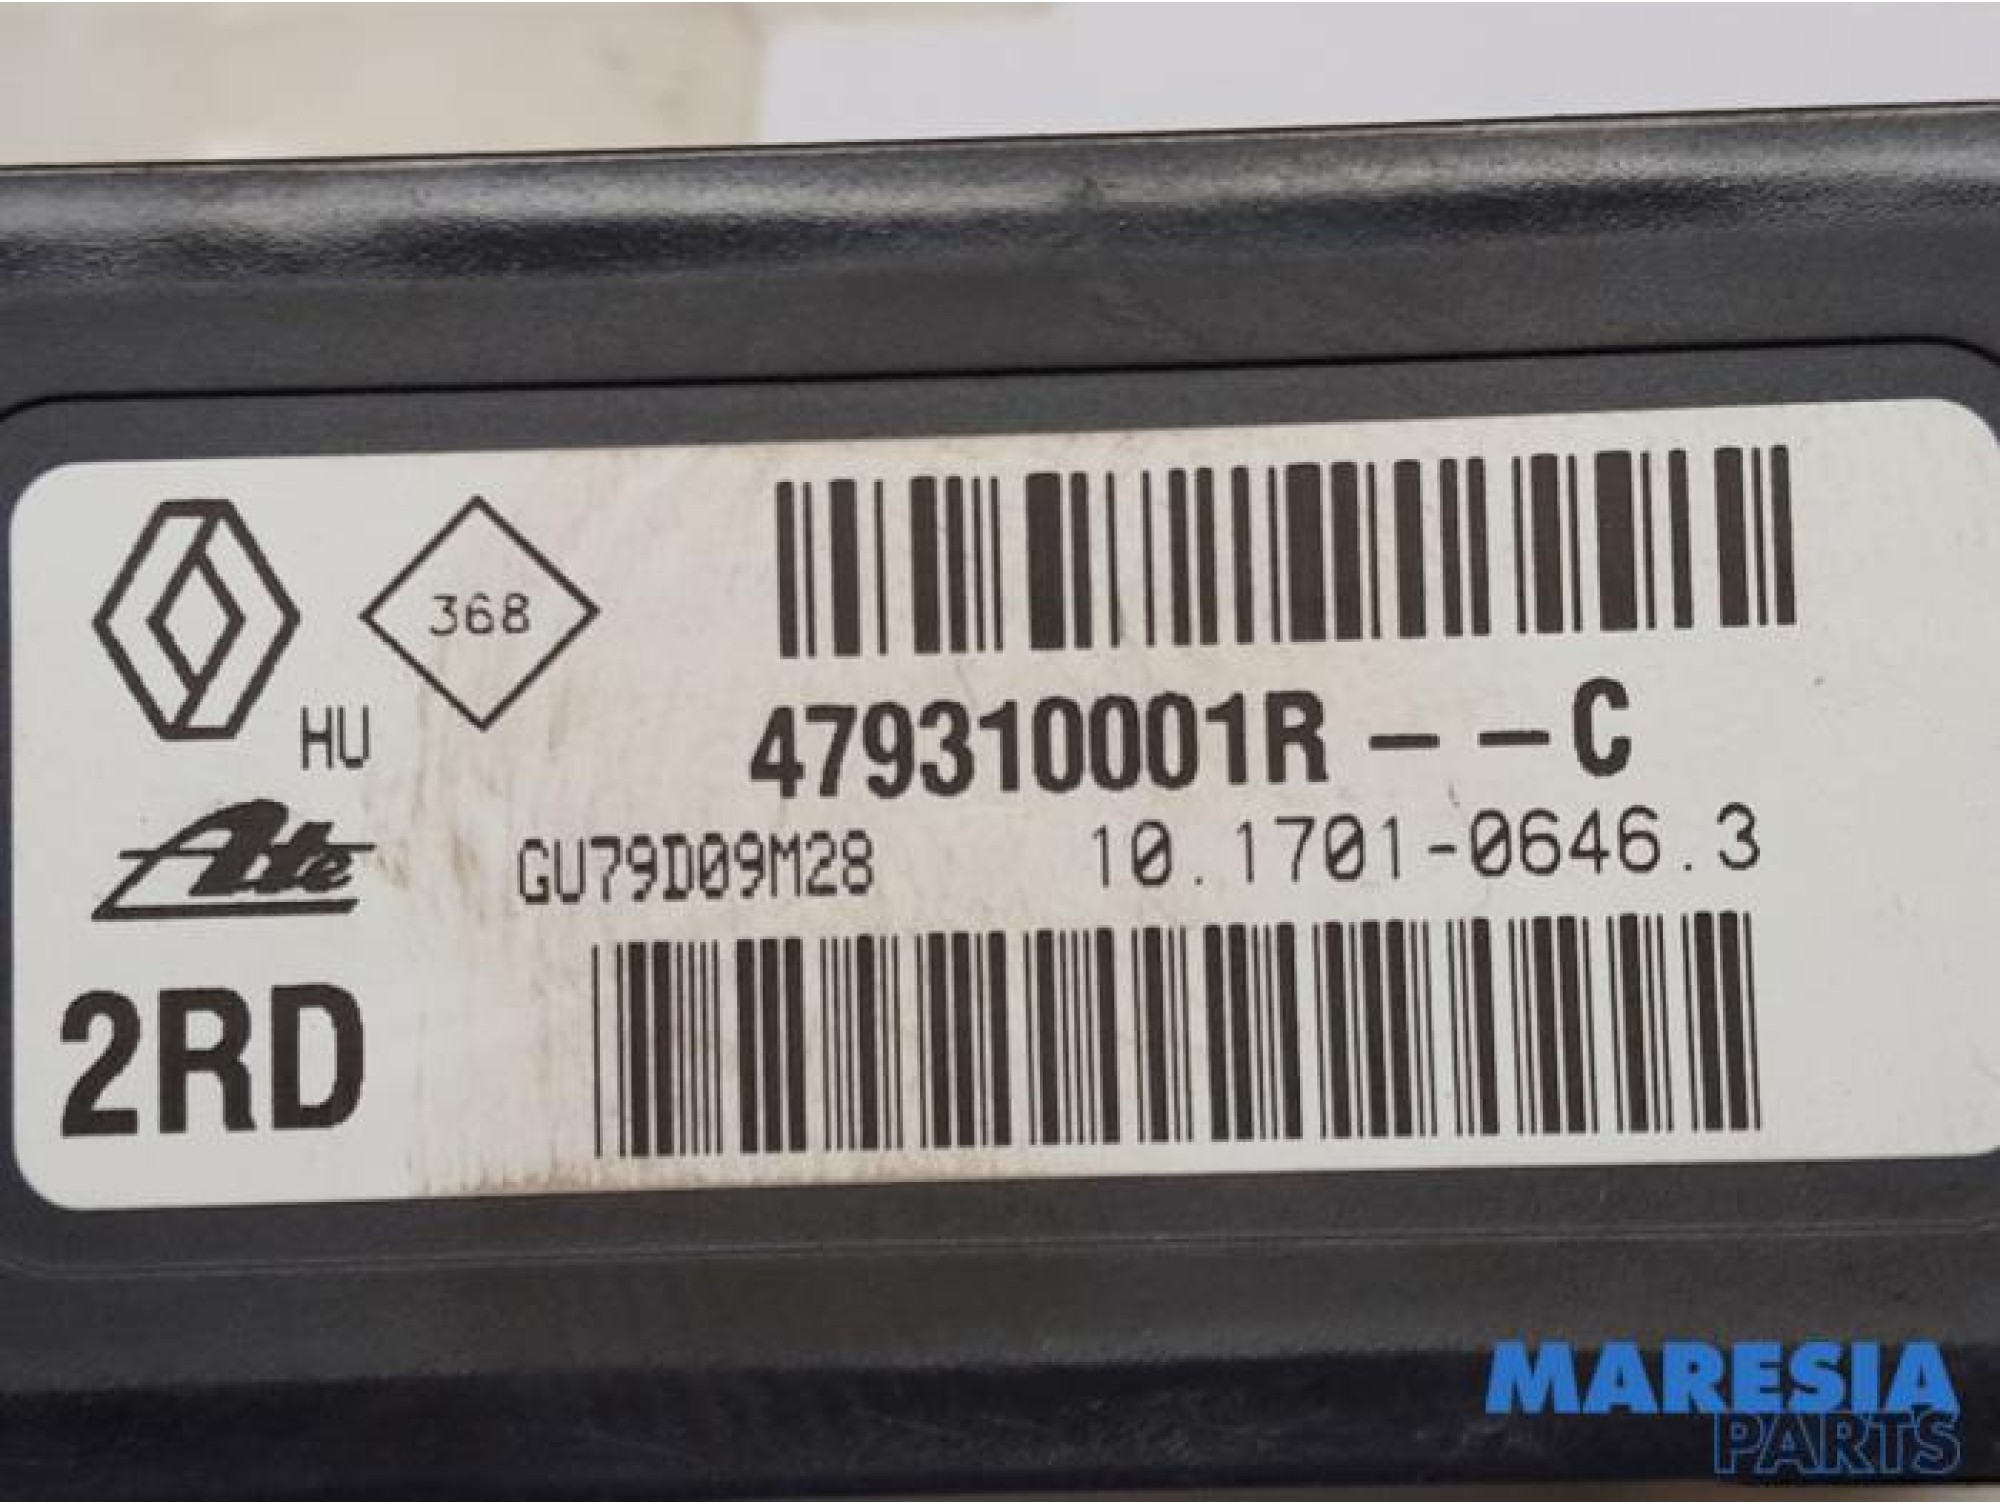 368
HU
479310001R--C
Ate
GU79D09M28
10.1701-0646.3
2RD
MARESIA
PARTS